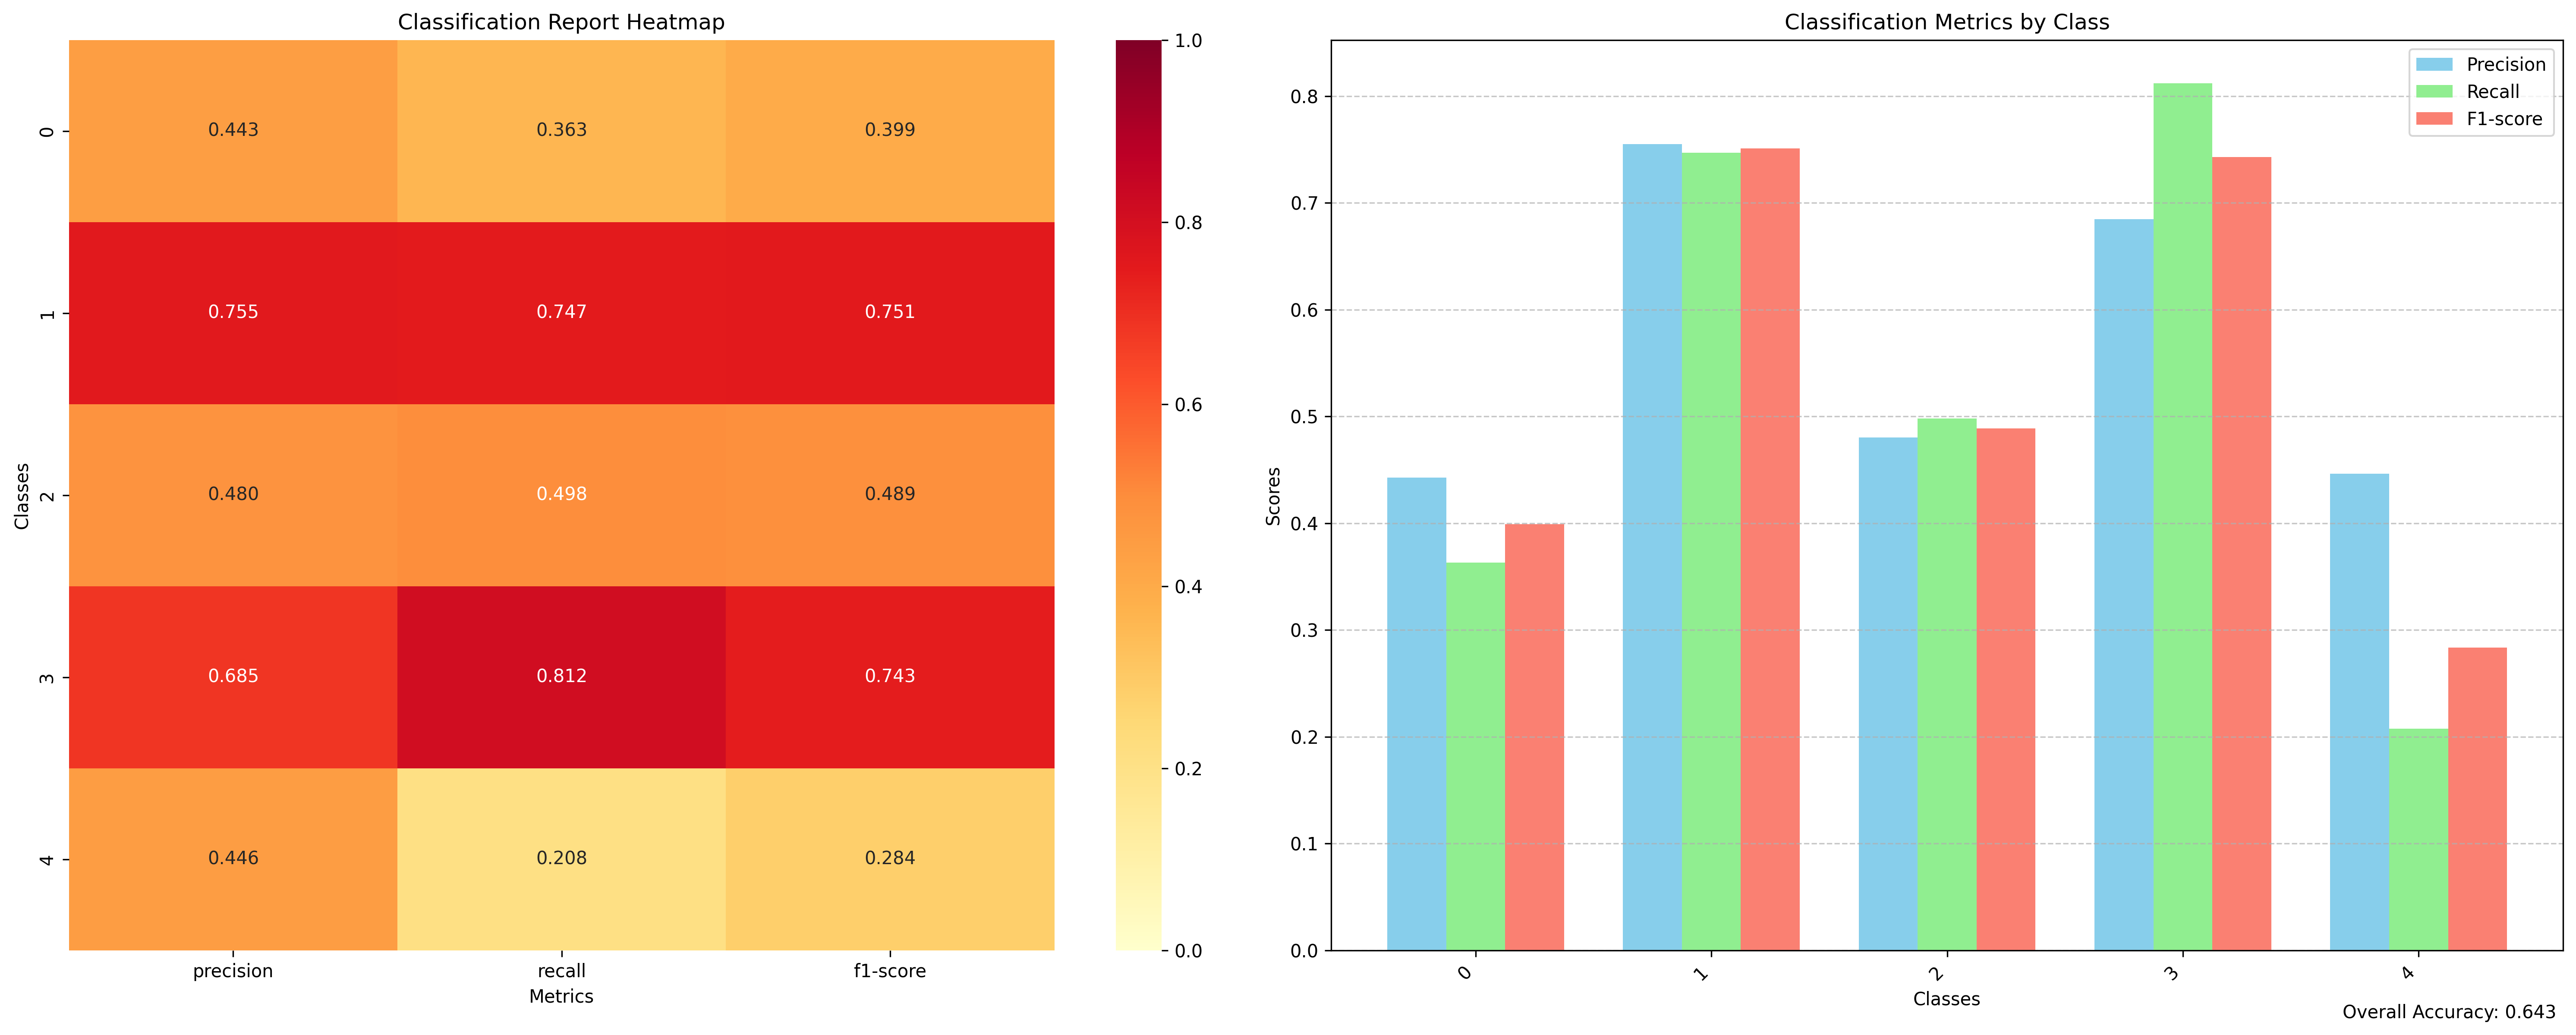 Classification Report Heatmap
0 0.443 0.363 0.399
1 0.755 0.747 0.751
2 0.480 0.498 0.489
3 0.685 0.812 0.743
4 0.446 0.208 0.284
Classes
precision recall f1-score
Metrics
1.0
0.8
0.6
0.4
0.2
0.0
Classification Metrics by Class
Precision
Recall
F1-score
0.8
0.7
0.6
0.5
0.4
0.3
0.2
0.1
0.0
Scores
0 1 2 3 4
Classes
Overall Accuracy: 0.643